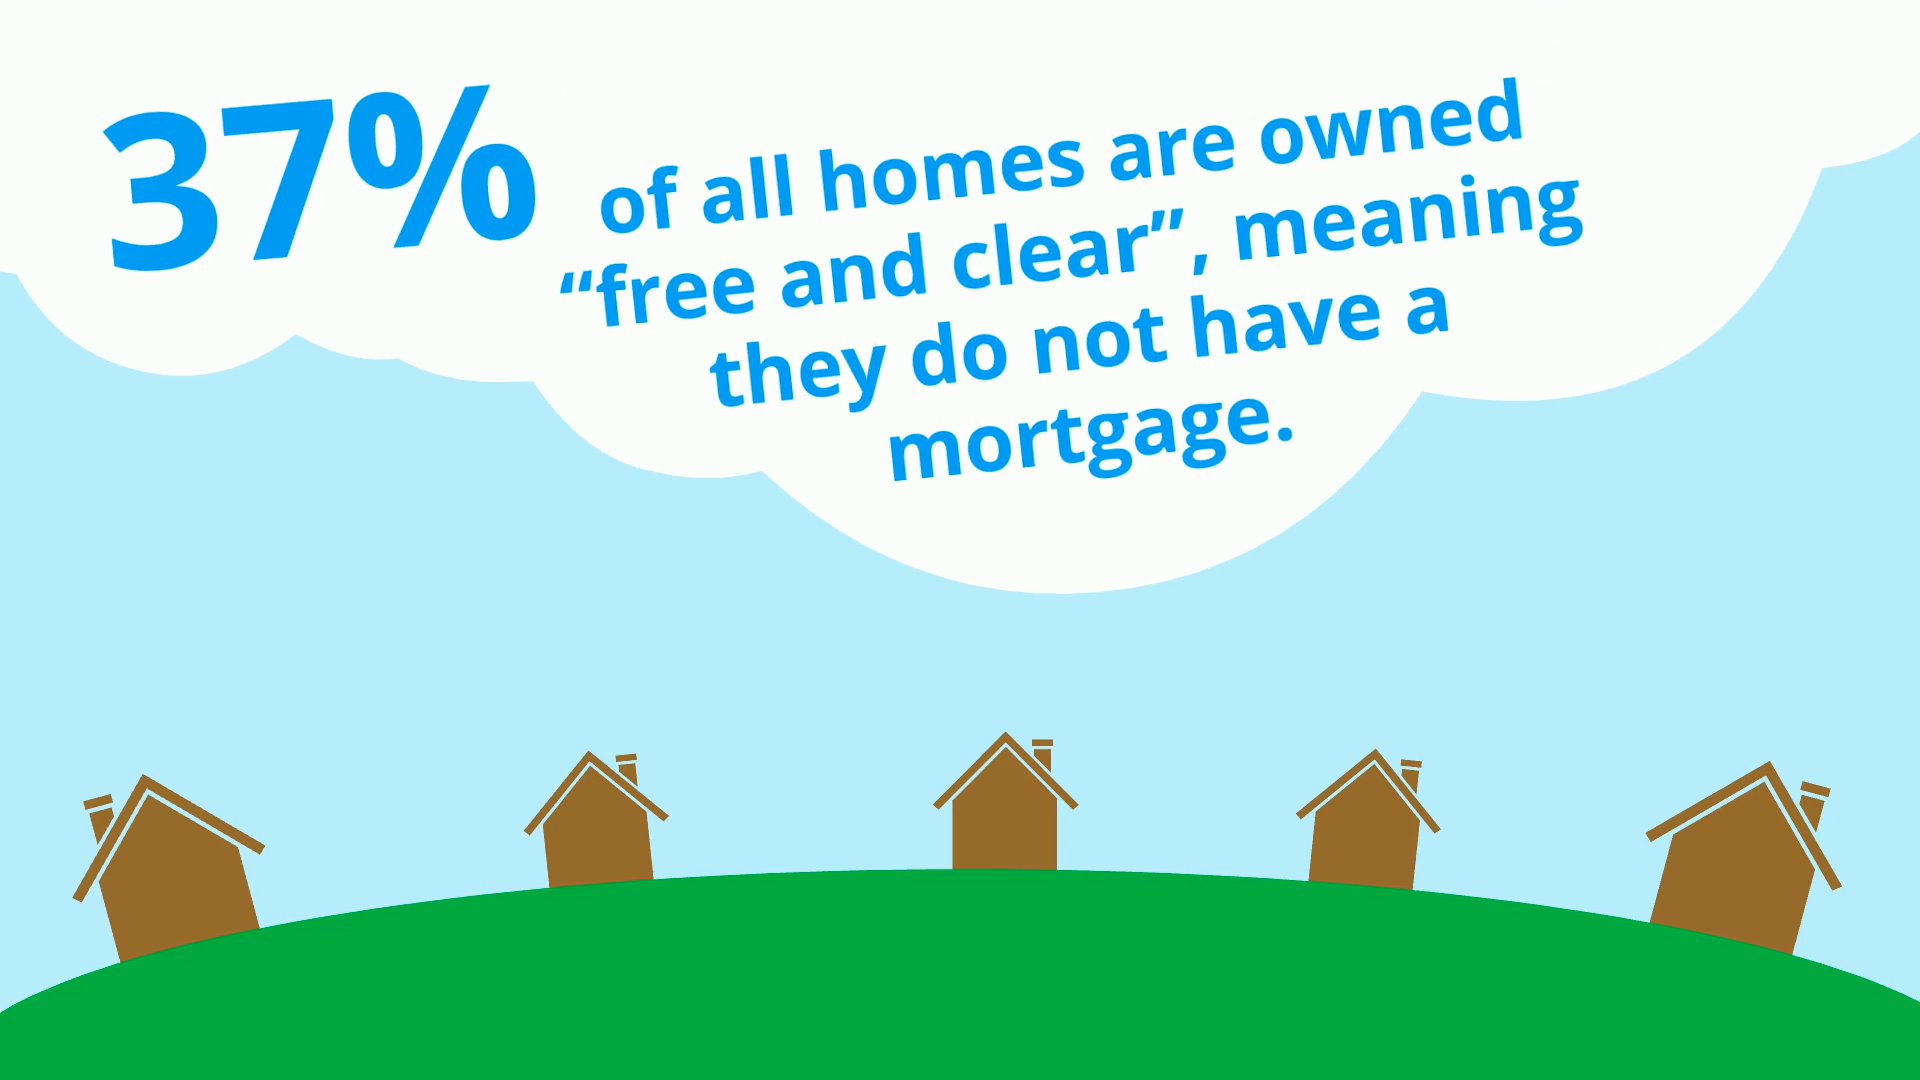 37% of all homes are owned
“free and clear”, meaning
they do not have a
mortgage.